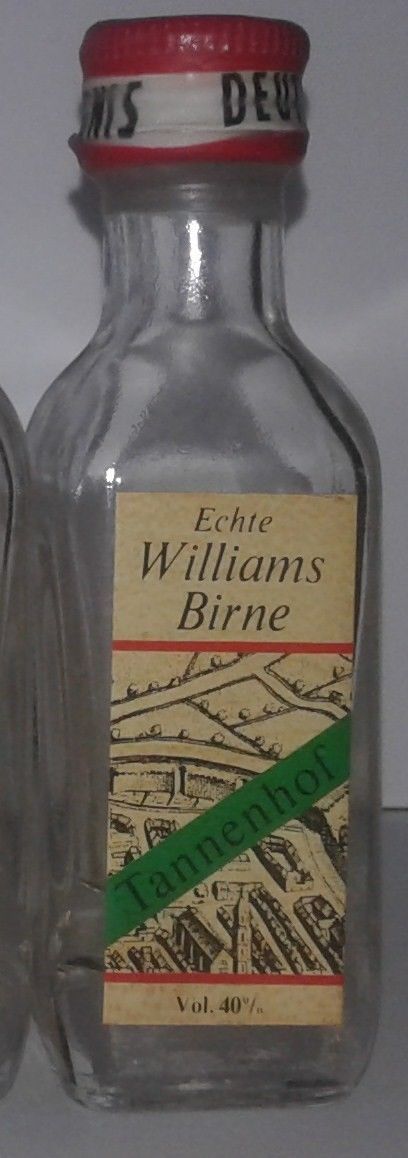 DEU
Echte
Williams
Birne
Tannenhof
Vol. 40%